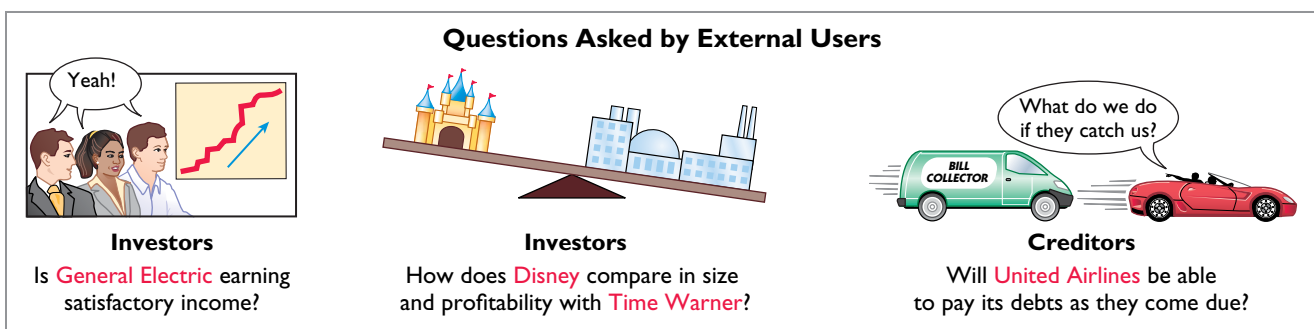 Questions Asked by External Users
Yeah!
Investors
Is General Electric earning
satisfactory income?
Investors
How does Disney compare in size
and profitability with Time Warner?
What do we do
if they catch us?
BILL
COLLECTOR
Creditors
Will United Airlines be able
to pay its debts as they come due?